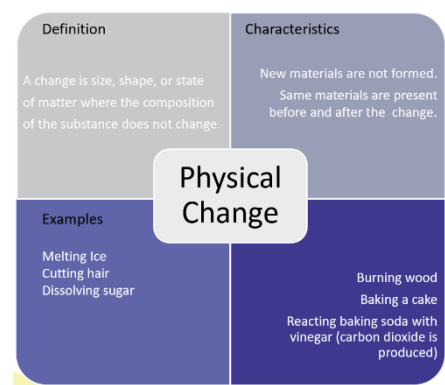 Definition
A change is size, shape, or state
of matter where the composition
of the substance does not change.
Characteristics
New materials are not formed.
Same materials are present
before and after the change.
Physical
Change
Examples
Melting Ice
Cutting hair
Dissolving sugar
Burning wood
Baking a cake
Reacting baking soda with
vinegar (carbon dioxide is
produced)